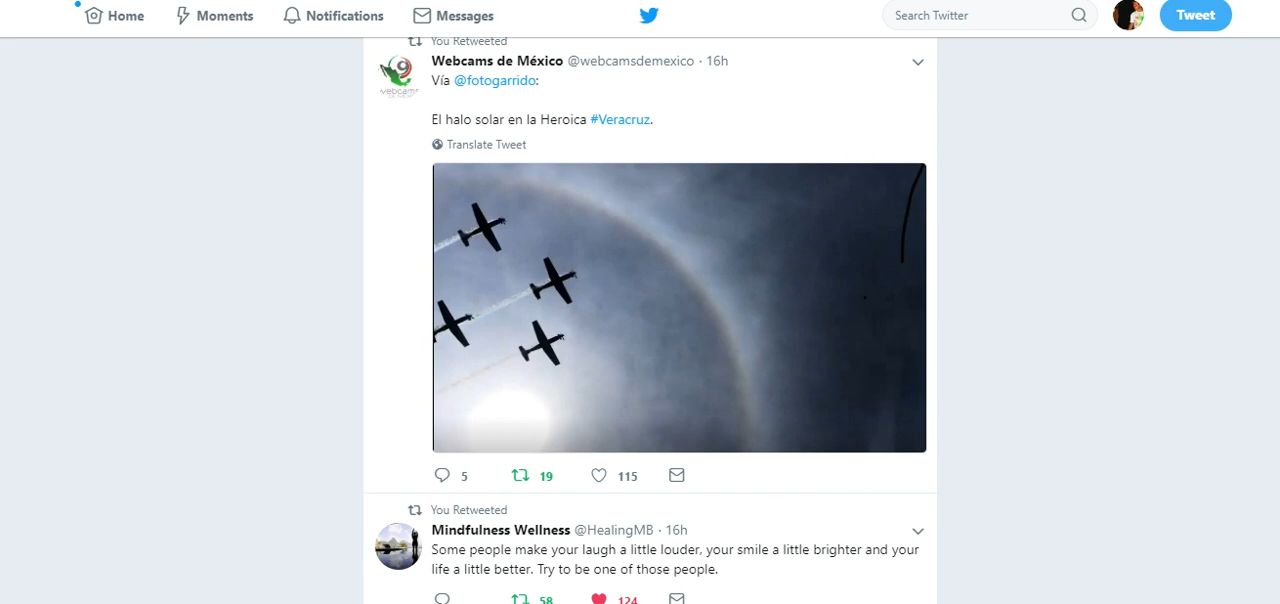 Home Moments Notifications Messages Search Twitter Tweet
You Retweeted
Webcams de México @webcamsdemexico · 16h
Vía @fotogarrido:
El halo solar en la Heroica #Veracruz.
Translate Tweet
5 19 115
You Retweeted
Mindfulness Wellness @HealingMB · 16h
Some people make your laugh a little louder, your smile a little brighter and your
life a little better. Try to be one of those people.
58 124